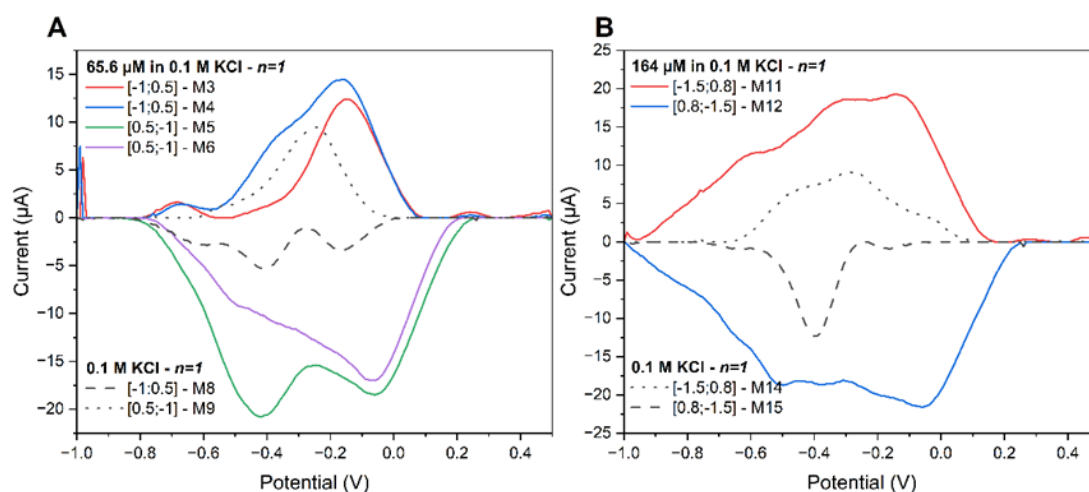 A
65.6 µM in 0.1 M KCl - n=1
[-1;0.5] - M3
[-1;0.5] - M4
[0.5;-1] - M5
[0.5;-1] - M6
0.1 M KCl - n=1
[-1;0.5] - M8
[0.5;-1] - M9
Current (µA)
15
10
5
0
−5
−10
−15
−20
−1.0
−0.8
−0.6
−0.4
−0.2
0.0
0.2
0.4
Potential (V)
B
164 µM in 0.1 M KCl - n=1
[-1.5;0.8] - M11
[0.8;-1.5] - M12
0.1 M KCl - n=1
[-1.5;0.8] - M14
[0.8;-1.5] - M15
Current (µA)
25
20
15
10
5
0
−5
−10
−15
−20
−25
−1.0
−0.8
−0.6
−0.4
−0.2
0.0
0.2
0.4
Potential (V)